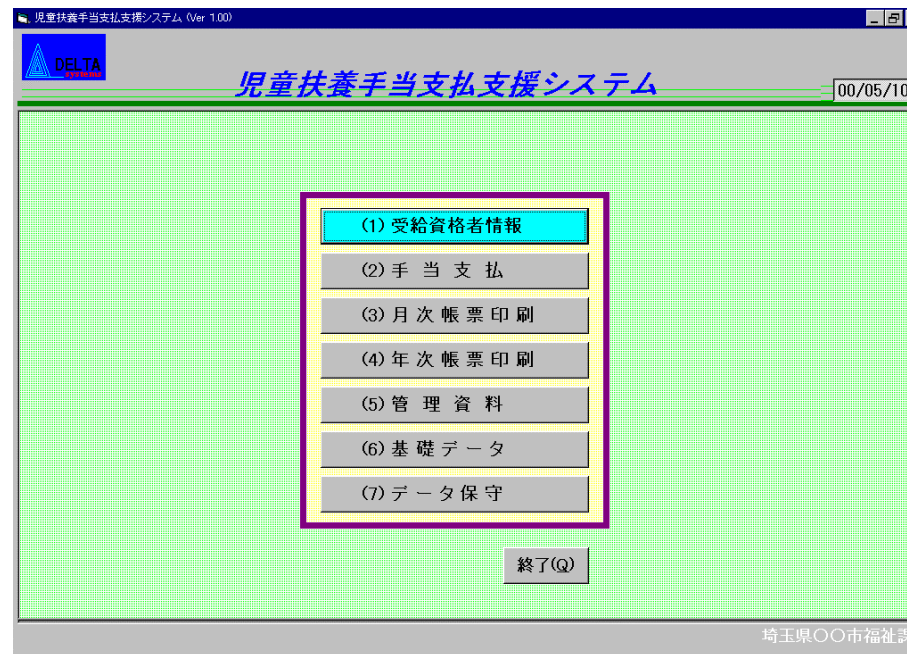 児童扶養手当支払支援システム (Ver 1.00)
DELTA
systems
児童扶養手当支払支援システム
00/05/10
(1) 受給資格者情報
(2) 手 当 支 払
(3) 月 次 帳 票 印 刷
(4) 年 次 帳 票 印 刷
(5) 管 理 資 料
(6) 基 礎 デ ー タ
(7) デ ー タ 保 守
終了(Q)
埼玉県〇〇市福祉課